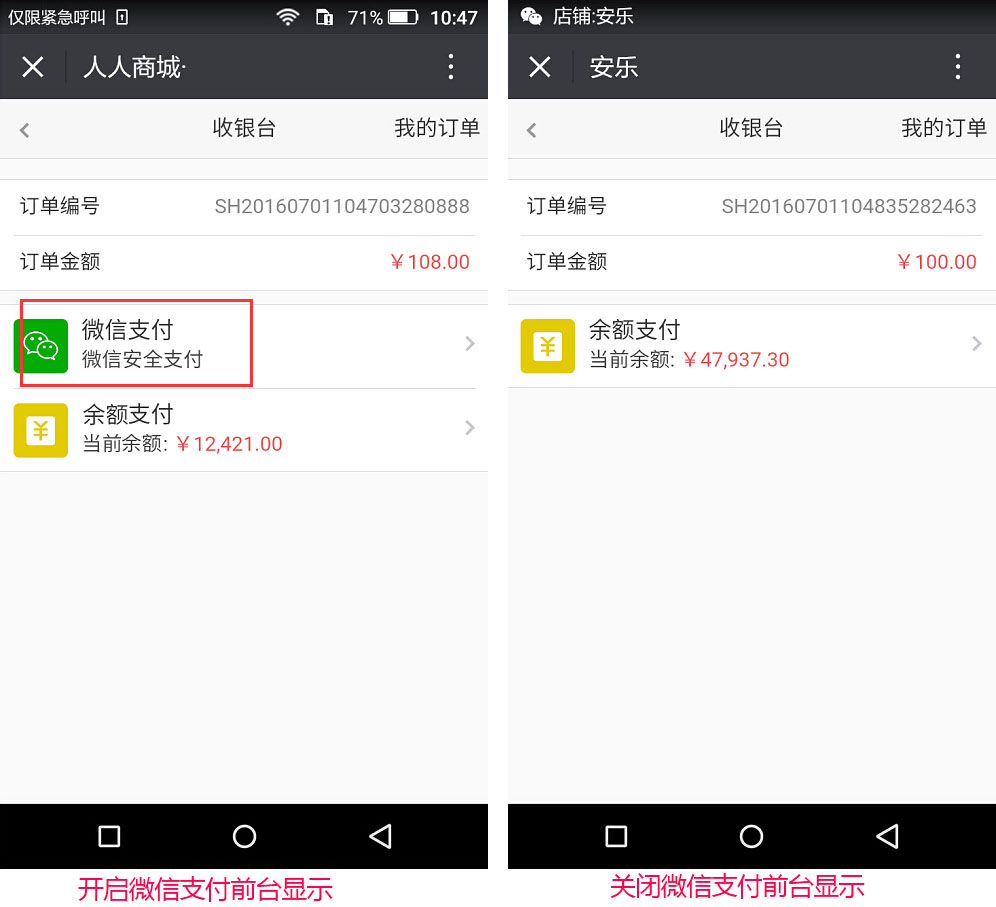 仅限紧急呼叫
71%
10:47
人人商城·
收银台
我的订单
订单编号
SH20160701104703280888
订单金额
￥108.00
微信支付
微信安全支付
余额支付
当前余额: ￥12,421.00
开启微信支付前台显示
店铺:安乐
安乐
收银台
我的订单
订单编号
SH20160701104835282463
订单金额
￥100.00
余额支付
当前余额: ￥47,937.30
关闭微信支付前台显示